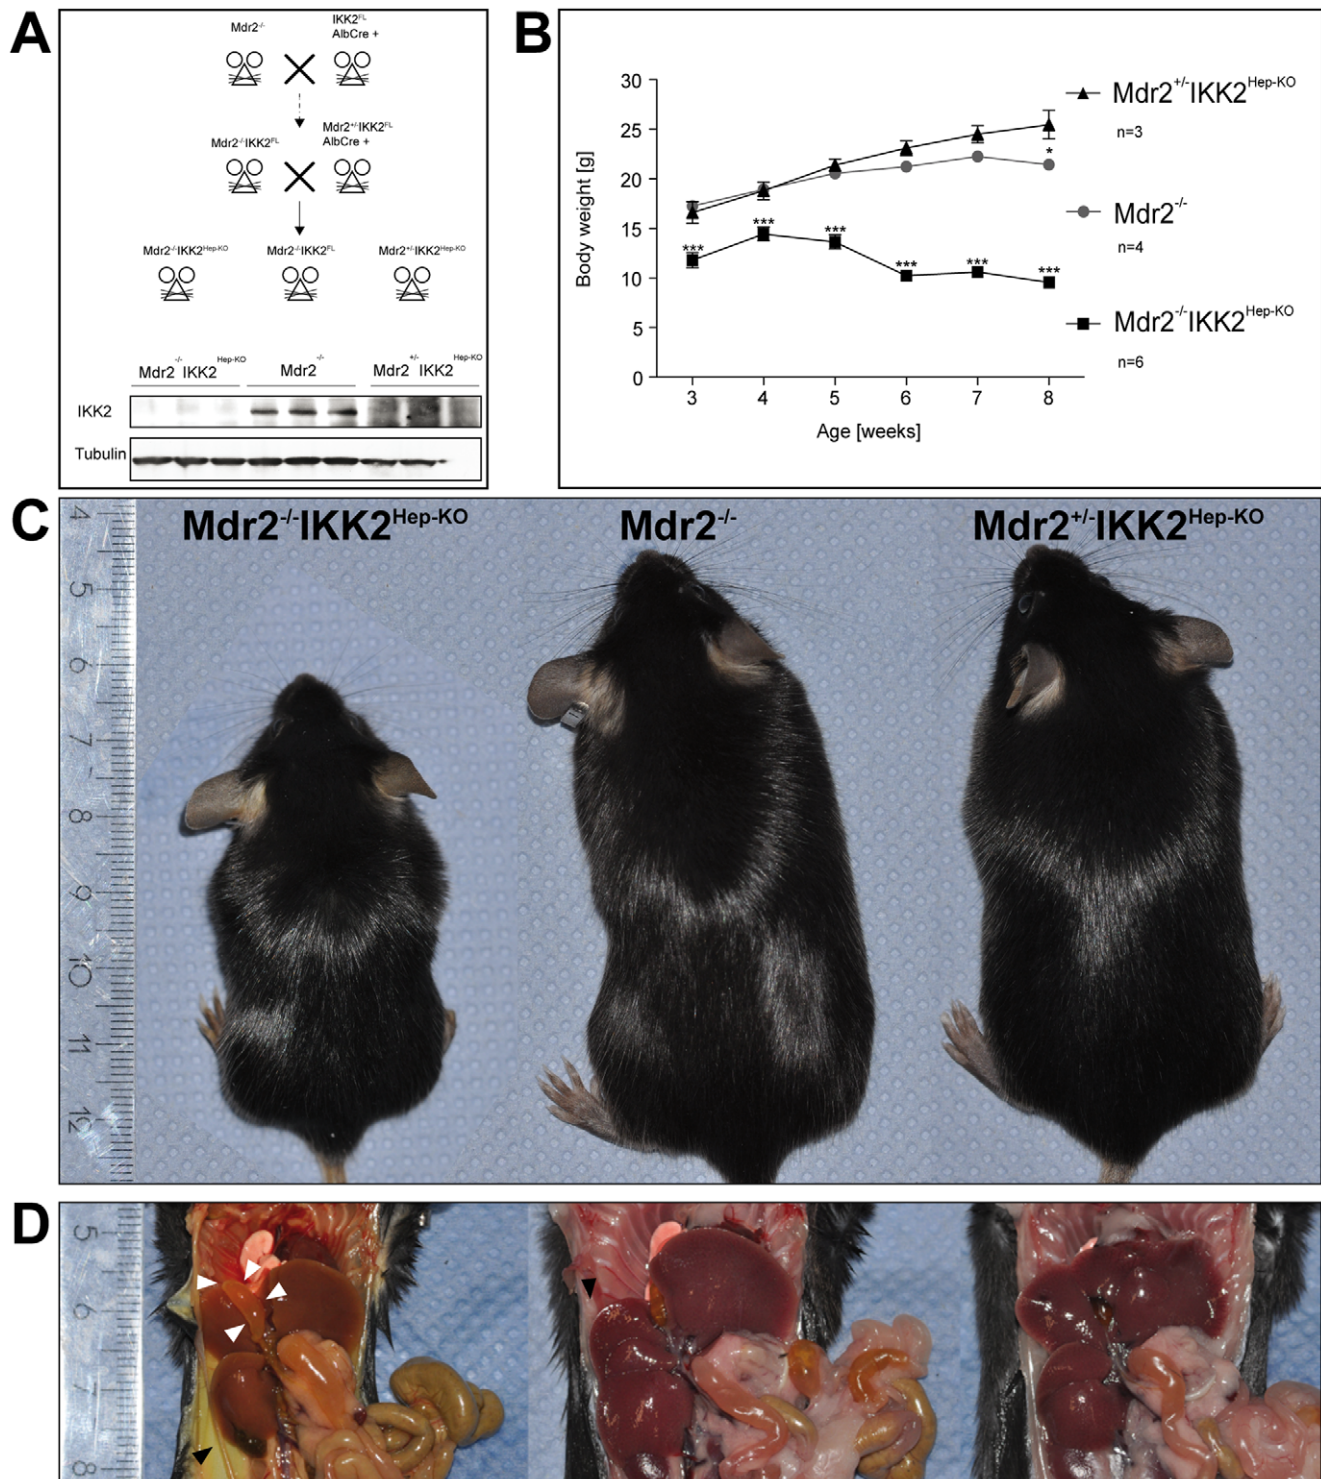 A
Mdr2-/-
IKK2FL
AlbCre +
Mdr2-/-IKK2FL
Mdr2+/-IKK2FL
AlbCre +
Mdr2-/-IKK2Hep-KO
Mdr2-/-IKK2FL
Mdr2+/-IKK2Hep-KO
Mdr2-/-IKK2Hep-KO
Mdr2-/-
Mdr2+/-IKK2Hep-KO
IKK2
Tubulin
B
30
25
20
15
10
5
0
Body weight [g]
3 4 5 6 7 8
Age [weeks]
*
*** *** *** *** *** ***
Mdr2+/-IKK2Hep-KO
n=3
Mdr2-/-
n=4
Mdr2-/-IKK2Hep-KO
n=6
C
Mdr2-/-IKK2Hep-KO
Mdr2-/-
Mdr2+/-IKK2Hep-KO
4
5
6
7
8
9
10
11
12
D
5
6
7
8